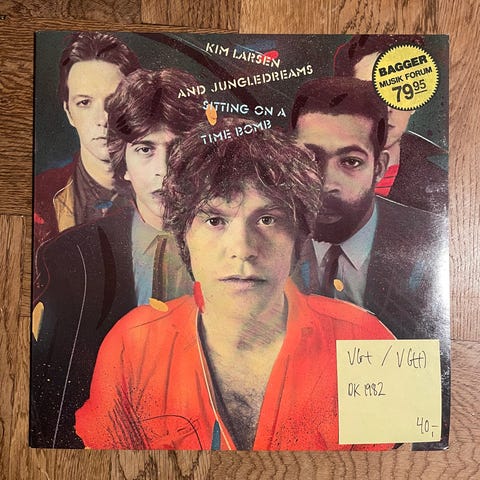 KIM LARSEN
AND JUNGLEDREAMS
SITTING ON A
TIME BOMB
BAGGER
MUSIK FORUM
79.95
VG+ / VG(+)
DK 1982
40,-